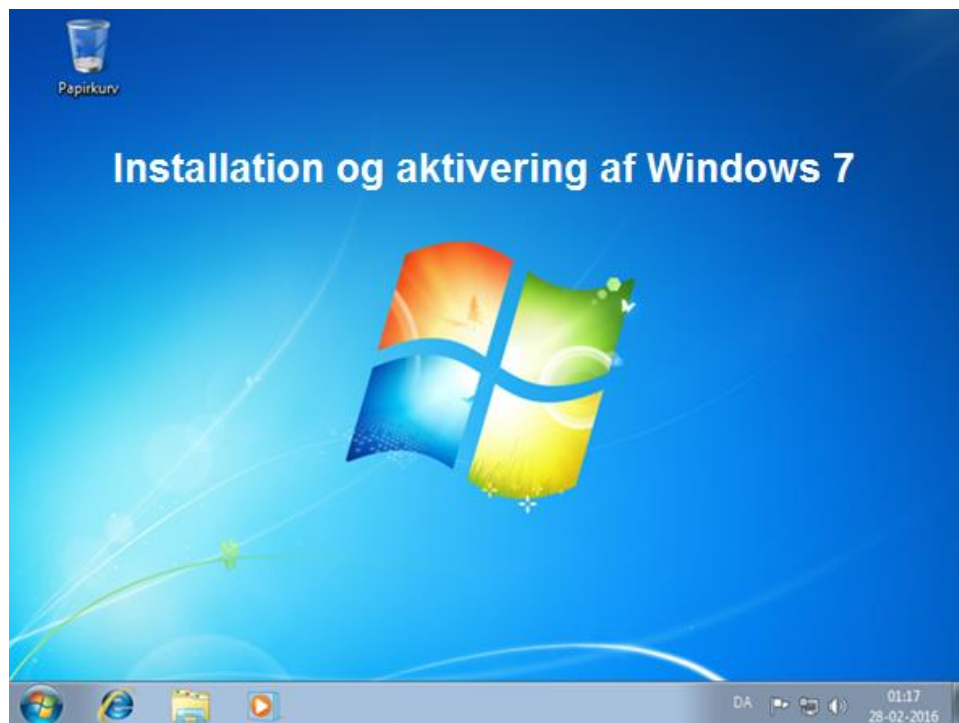 Papirkurv
Installation og aktivering af Windows 7
DA
01:17
28-02-2016